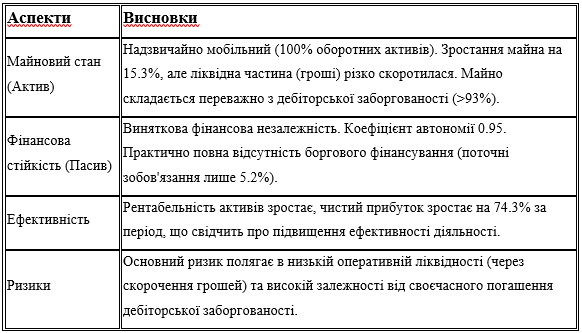 Аспекти Висновки
Майновий стан (Актив)
Надзвичайно мобільний (100% оборотних активів). Зростання майна на
15.3%, але ліквідна частина (гроші) різко скоротилася. Майно
складається переважно з дебіторської заборгованості (>93%).
Фінансова
стійкість (Пасив)
Виняткова фінансова незалежність. Коефіцієнт автономії 0.95.
Практично повна відсутність боргового фінансування (поточні
зобов'язання лише 5.2%).
Ефективність
Рентабельність активів зростає, чистий прибуток зростає на 74.3% за
період, що свідчить про підвищення ефективності діяльності.
Ризики
Основний ризик полягає в низькій оперативній ліквідності (через
скорочення грошей) та високій залежності від своєчасного погашення
дебіторської заборгованості.